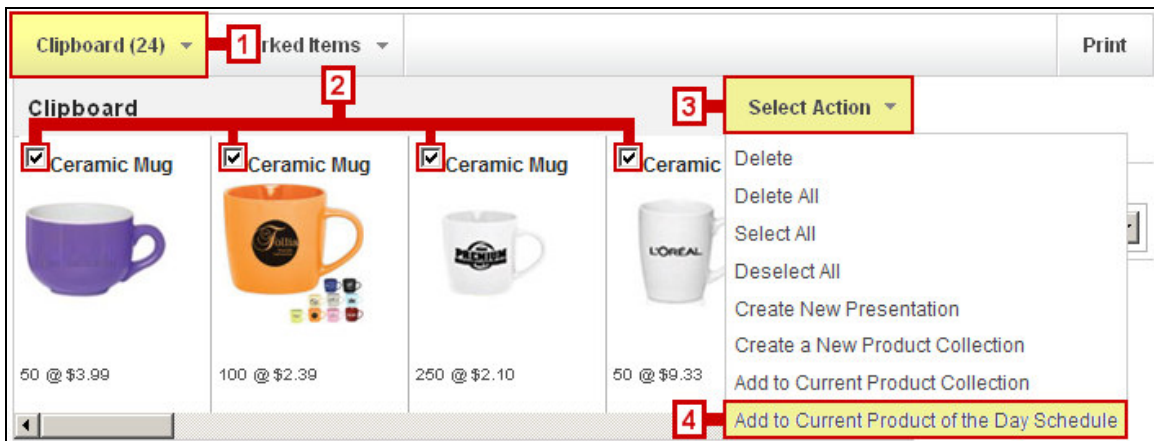 Clipboard (24)
1
rked Items
Print
2
Clipboard
3
Select Action
Ceramic Mug
Ceramic Mug
Ceramic Mug
Ceramic
Tollis
PREMIUM
L'ORÉAL
50 @ $3.99
100 @ $2.39
250 @ $2.10
50 @ $9.33
Delete
Delete All
Select All
Deselect All
Create New Presentation
Create a New Product Collection
Add to Current Product Collection
4
Add to Current Product of the Day Schedule